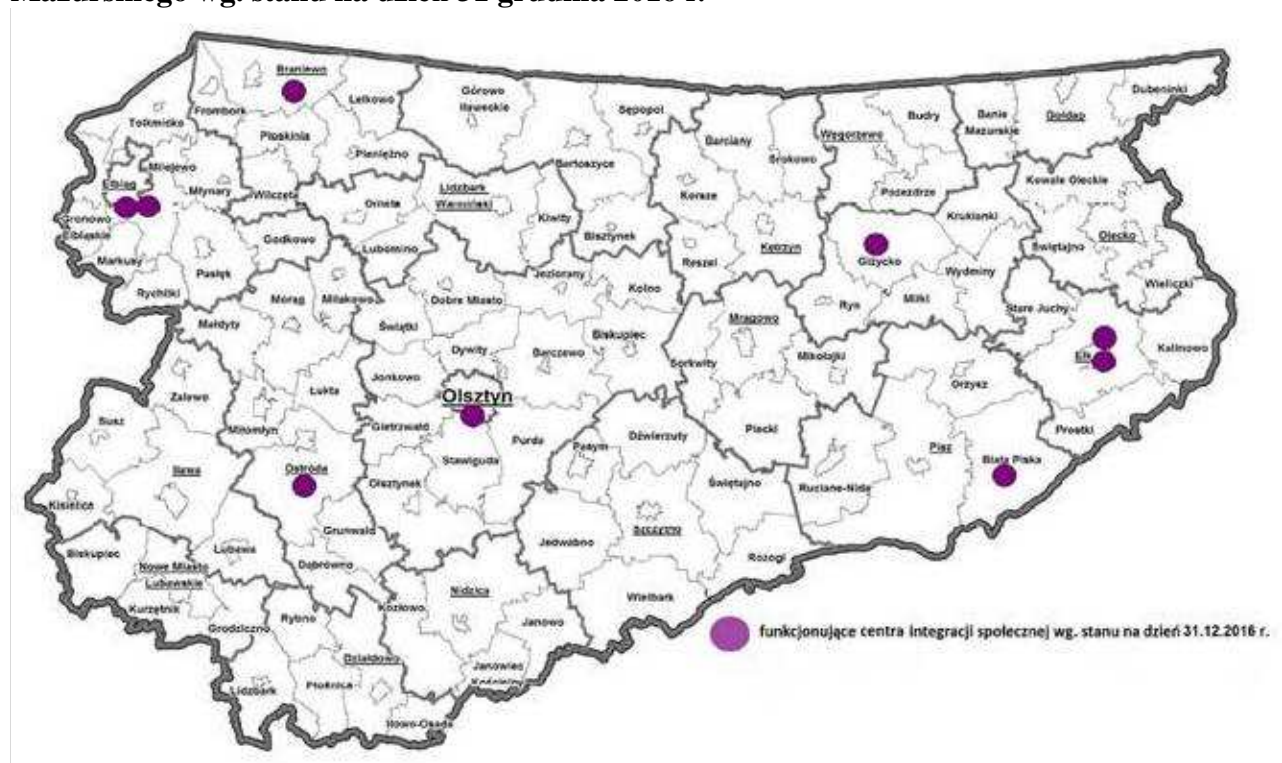 Mazurskiego wg. stanu na dzień 31 grudnia 2016 r.
Braniewo
Frombork
Lelkowo
Górowo
Iławeckie
Sępopol
Tolkmicko
Płoskinia
Pieniężno
Bartoszyce
Barciany
Srokowo
Węgorzewo
Budry
Banie
Mazurskie
Gołdap
Dubeninki
Milejewo
Młynary
Wilczęta
Elbląg
Gronowo
Elbląskie
Markusy
Pasłęk
Godkowo
Rychliki
Orneta
Lidzbark
Warmiński
Kiwity
Lubomino
Bisztynek
Korsze
Kętrzyn
Reszel
Pozezdrze
Kruklanki
Giżycko
Wydminy
Ryn
Miłki
Kowale Oleckie
Olecko
Świętajno
Wieliczki
Stare Juchy
Ełk
Kalinowo
Prostki
Morąg
Miłakowo
Małdyty
Zalewo
Łukta
Miłomłyn
Świątki
Dobre Miasto
Jeziorany
Kolno
Dywity
Barczewo
Biskupiec
Jonkowo
Olsztyn
Gietrzwałd
Stawiguda
Purda
Olsztynek
Mrągowo
Sorkwity
Mikołajki
Piecki
Orzysz
Pisz
Biała Piska
Ruciane-Nida
Susz
Iława
Kisielice
Ostróda
Grunwald
Dąbrówno
Lubawa
Biskupiec
Nowe Miasto
Lubawskie
Kurzętnik
Grodziczno
Rybno
Działdowo
Lidzbark
Płośnica
Iłowo-Osada
Kozłowo
Nidzica
Janowo
Janowiec
Kościelny
Pasym
Dźwierzuty
Świętajno
Szczytno
Jedwabno
Rozogi
Wielbark
funkcjonujące centra integracji społecznej wg. stanu na dzień 31.12.2016 r.